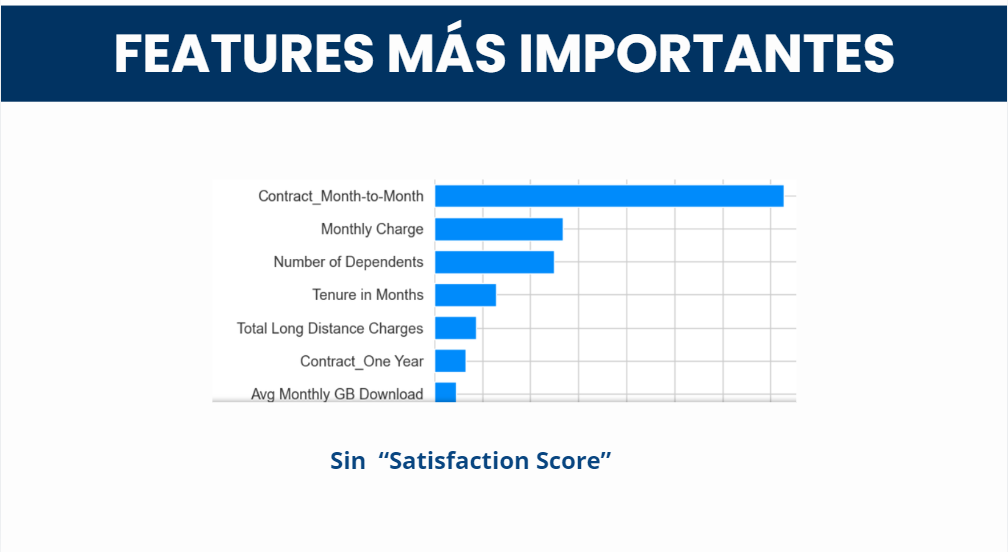 FEATURES MÁS IMPORTANTES
Contract_Month-to-Month
Monthly Charge
Number of Dependents
Tenure in Months
Total Long Distance Charges
Contract_One Year
Avg Monthly GB Download
Sin “Satisfaction Score”